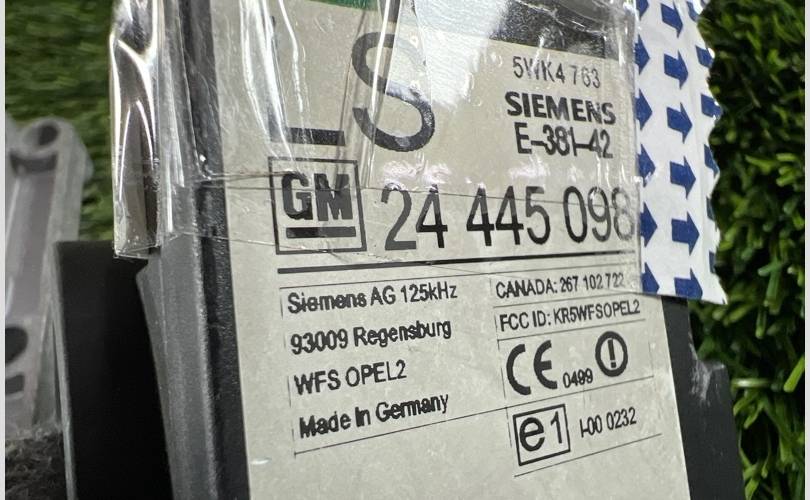 LS
5WK4 763
SIEMENS
E-381-42
GM
24 445 098
Siemens AG 125kHz
93009 Regensburg
WFS OPEL2
Made In Germany
CANADA: 267 102 722
FCC ID: KR5WFSOPEL2
CE 0499
e1 I-00 0232